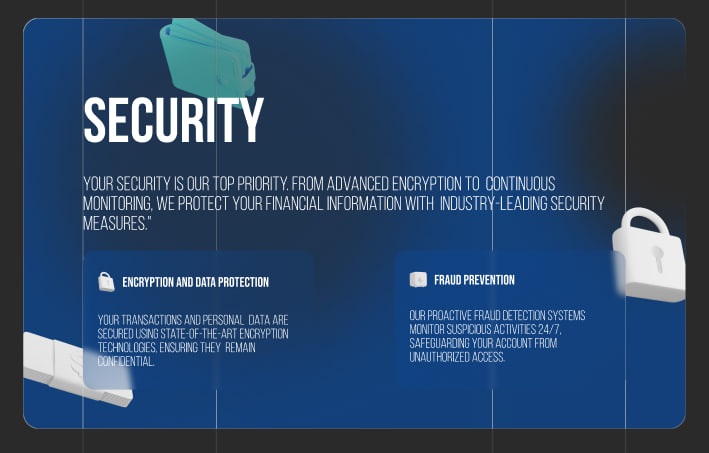 SECURITY
YOUR SECURITY IS OUR TOP PRIORITY. FROM ADVANCED ENCRYPTION TO CONTINUOUS
MONITORING, WE PROTECT YOUR FINANCIAL INFORMATION WITH INDUSTRY-LEADING SECURITY
MEASURES."
ENCRYPTION AND DATA PROTECTION
YOUR TRANSACTIONS AND PERSONAL DATA ARE
SECURED USING STATE-OF-THE-ART ENCRYPTION
TECHNOLOGIES, ENSURING THEY REMAIN
CONFIDENTIAL.
FRAUD PREVENTION
OUR PROACTIVE FRAUD DETECTION SYSTEMS
MONITOR SUSPICIOUS ACTIVITIES 24/7,
SAFEGUARDING YOUR ACCOUNT FROM
UNAUTHORIZED ACCESS.